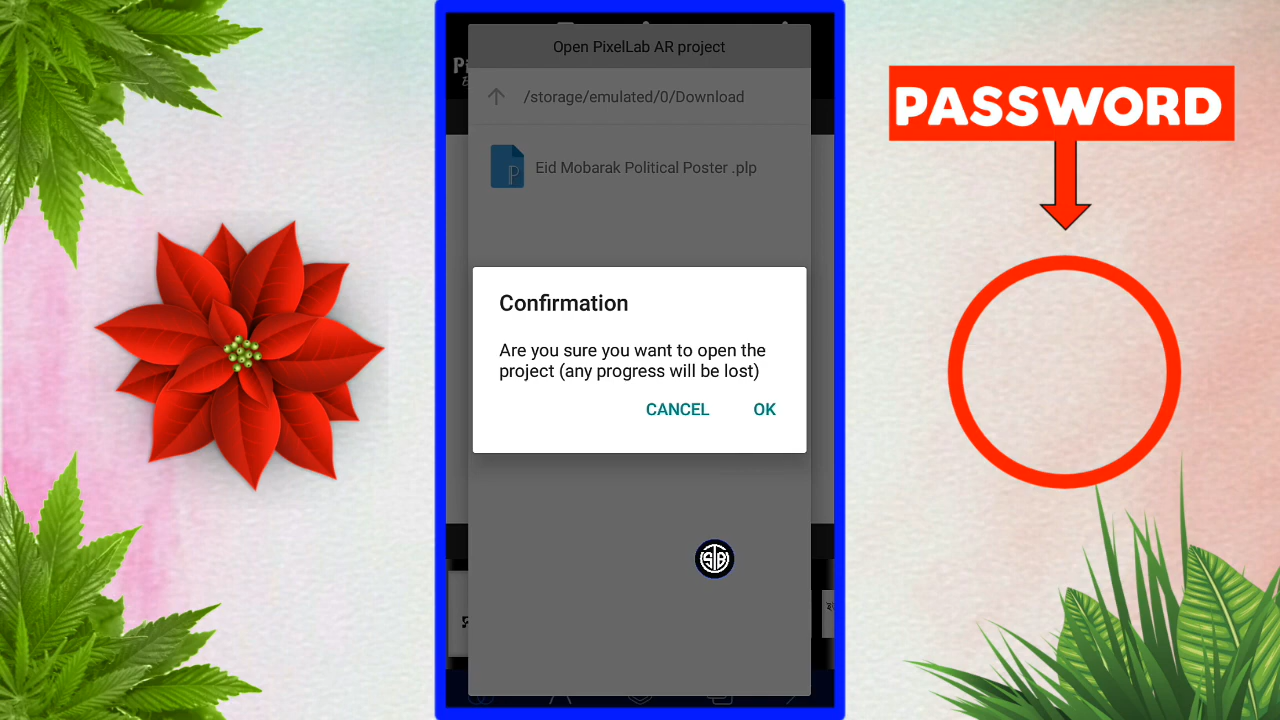 Open PixelLab AR project
/storage/emulated/0/Download
Eid Mobarak Political Poster .plp
Confirmation
Are you sure you want to open the
project (any progress will be lost)
CANCEL OK
PASSWORD